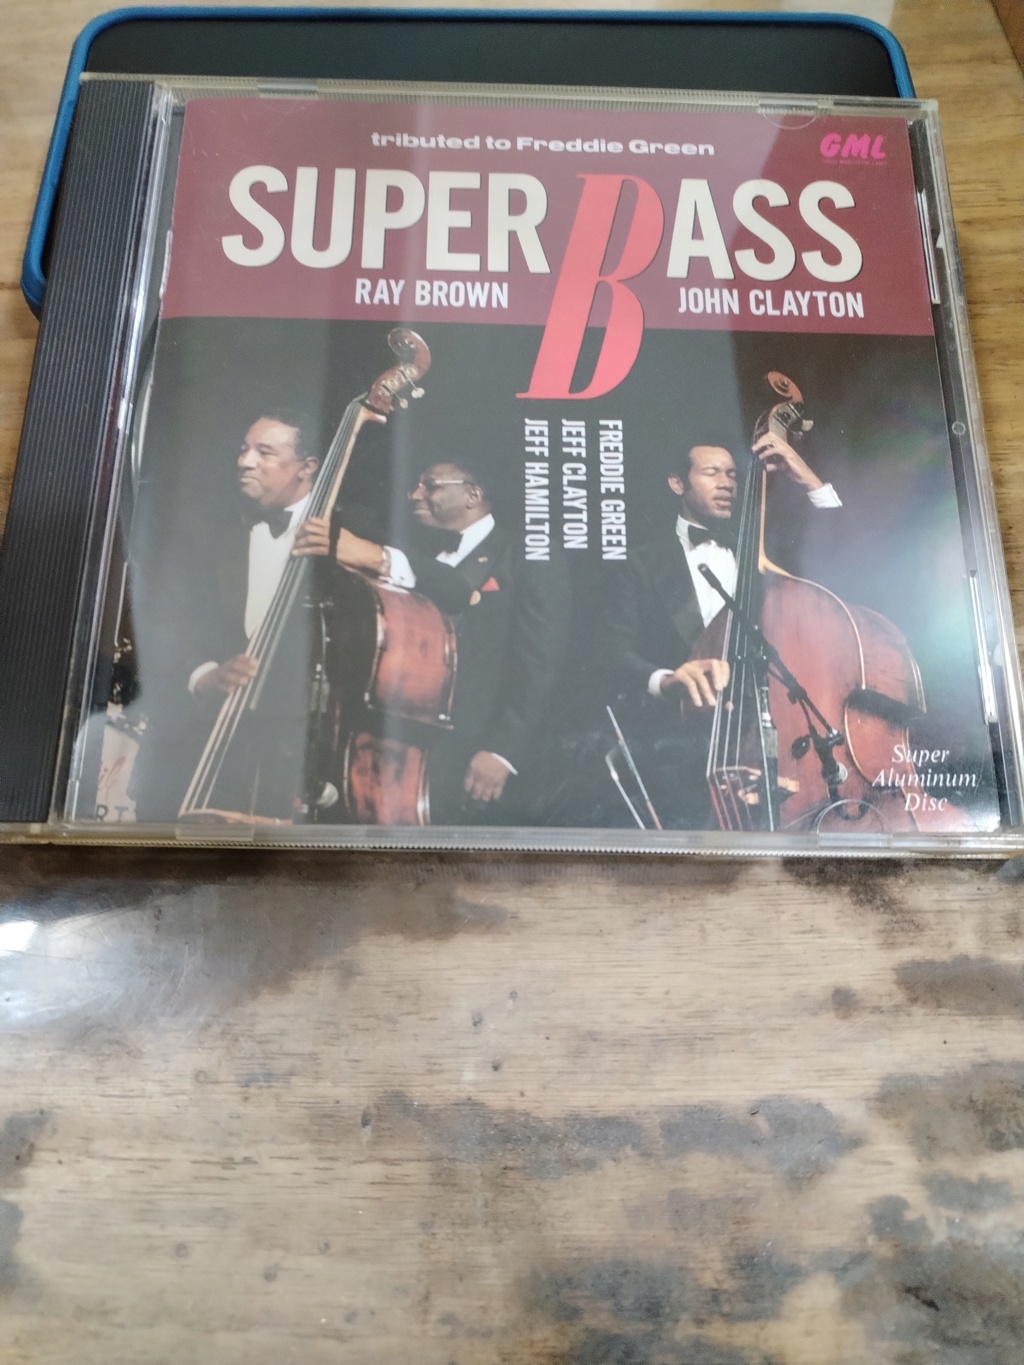 tributed to Freddie Green
GML
SUPER BASS
RAY BROWN
JOHN CLAYTON
FREDDIE GREEN
JEFF CLAYTON
JEFF HAMILTON
Super
Aluminum
Disc